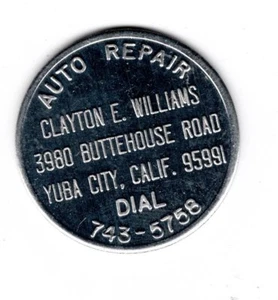 AUTO REPAIR
CLAYTON E. WILLIAMS
3980 BUTTEHOUSE ROAD
YUBA CITY, CALIF. 95991
DIAL
743-5758